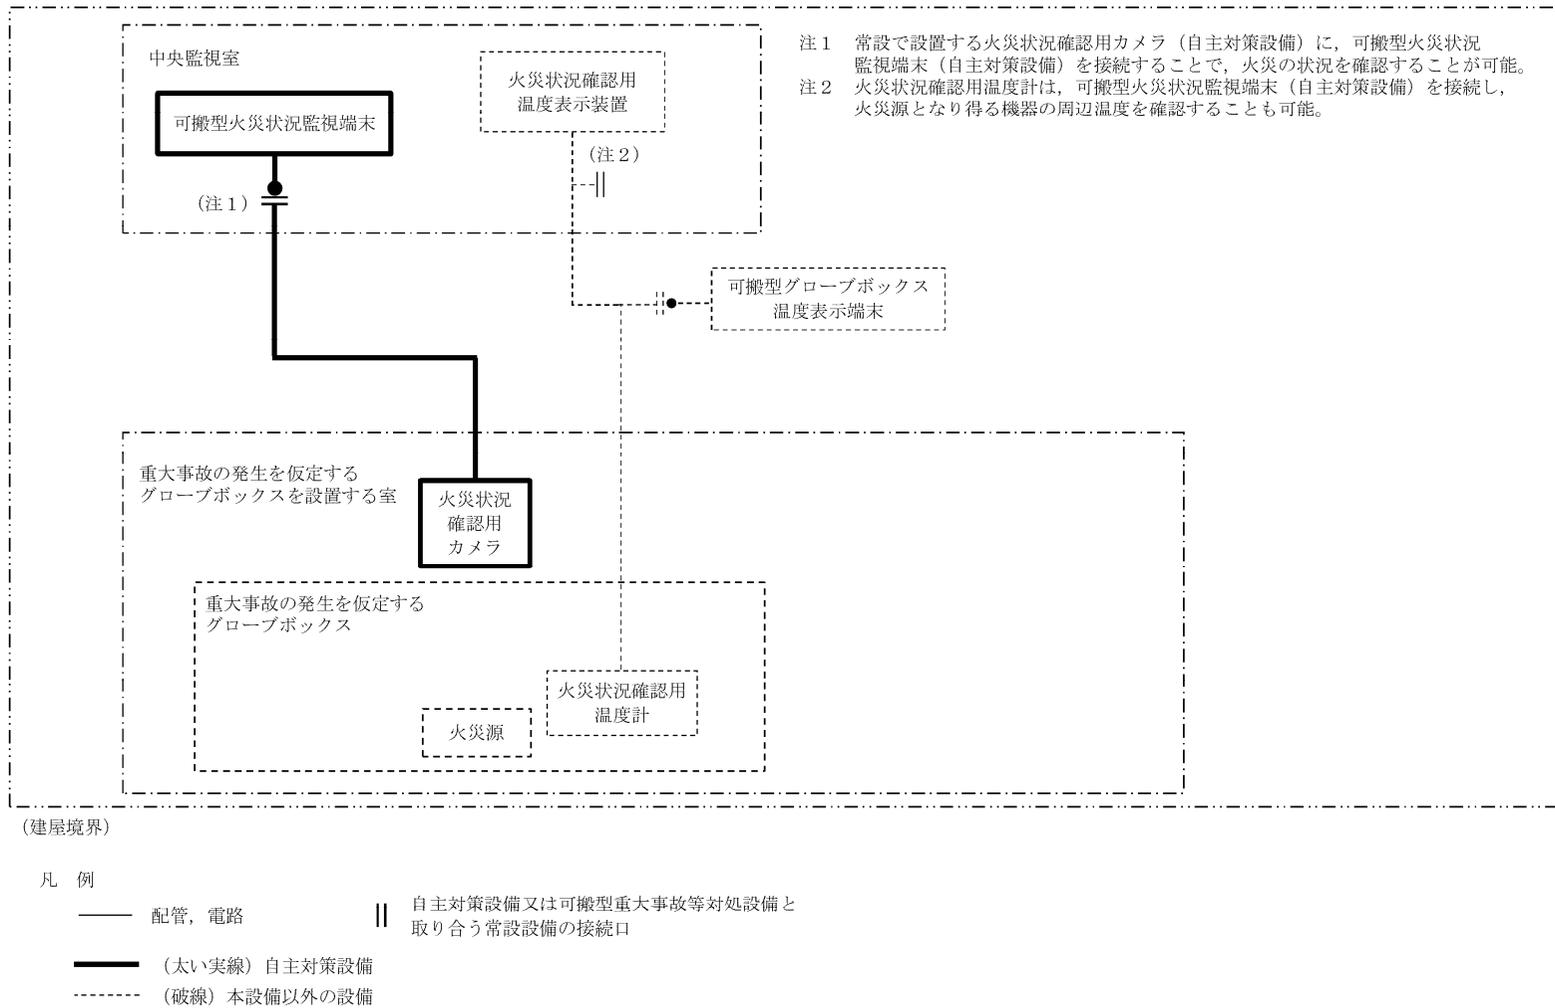 中央監視室
可搬型火災状況監視端末
(注1)
火災状況確認用
温度表示装置
(注2)
注1　常設で設置する火災状況確認用カメラ（自主対策設備）に，可搬型火災状況
監視端末（自主対策設備）を接続することで，火災の状況を確認することが可能。
注2　火災状況確認用温度計は，可搬型火災状況監視端末（自主対策設備）を接続し，
火災源となり得る機器の周辺温度を確認することも可能。
可搬型グローブボックス
温度表示端末
重大事故の発生を仮定する
グローブボックスを設置する室
火災状況
確認用
カメラ
重大事故の発生を仮定する
グローブボックス
火災状況確認用
温度計
火災源
（建屋境界）
凡　例
配管，電路
自主対策設備又は可搬型重大事故等対処設備と
取り合う常設設備の接続口
（太い実線）自主対策設備
（破線）本設備以外の設備